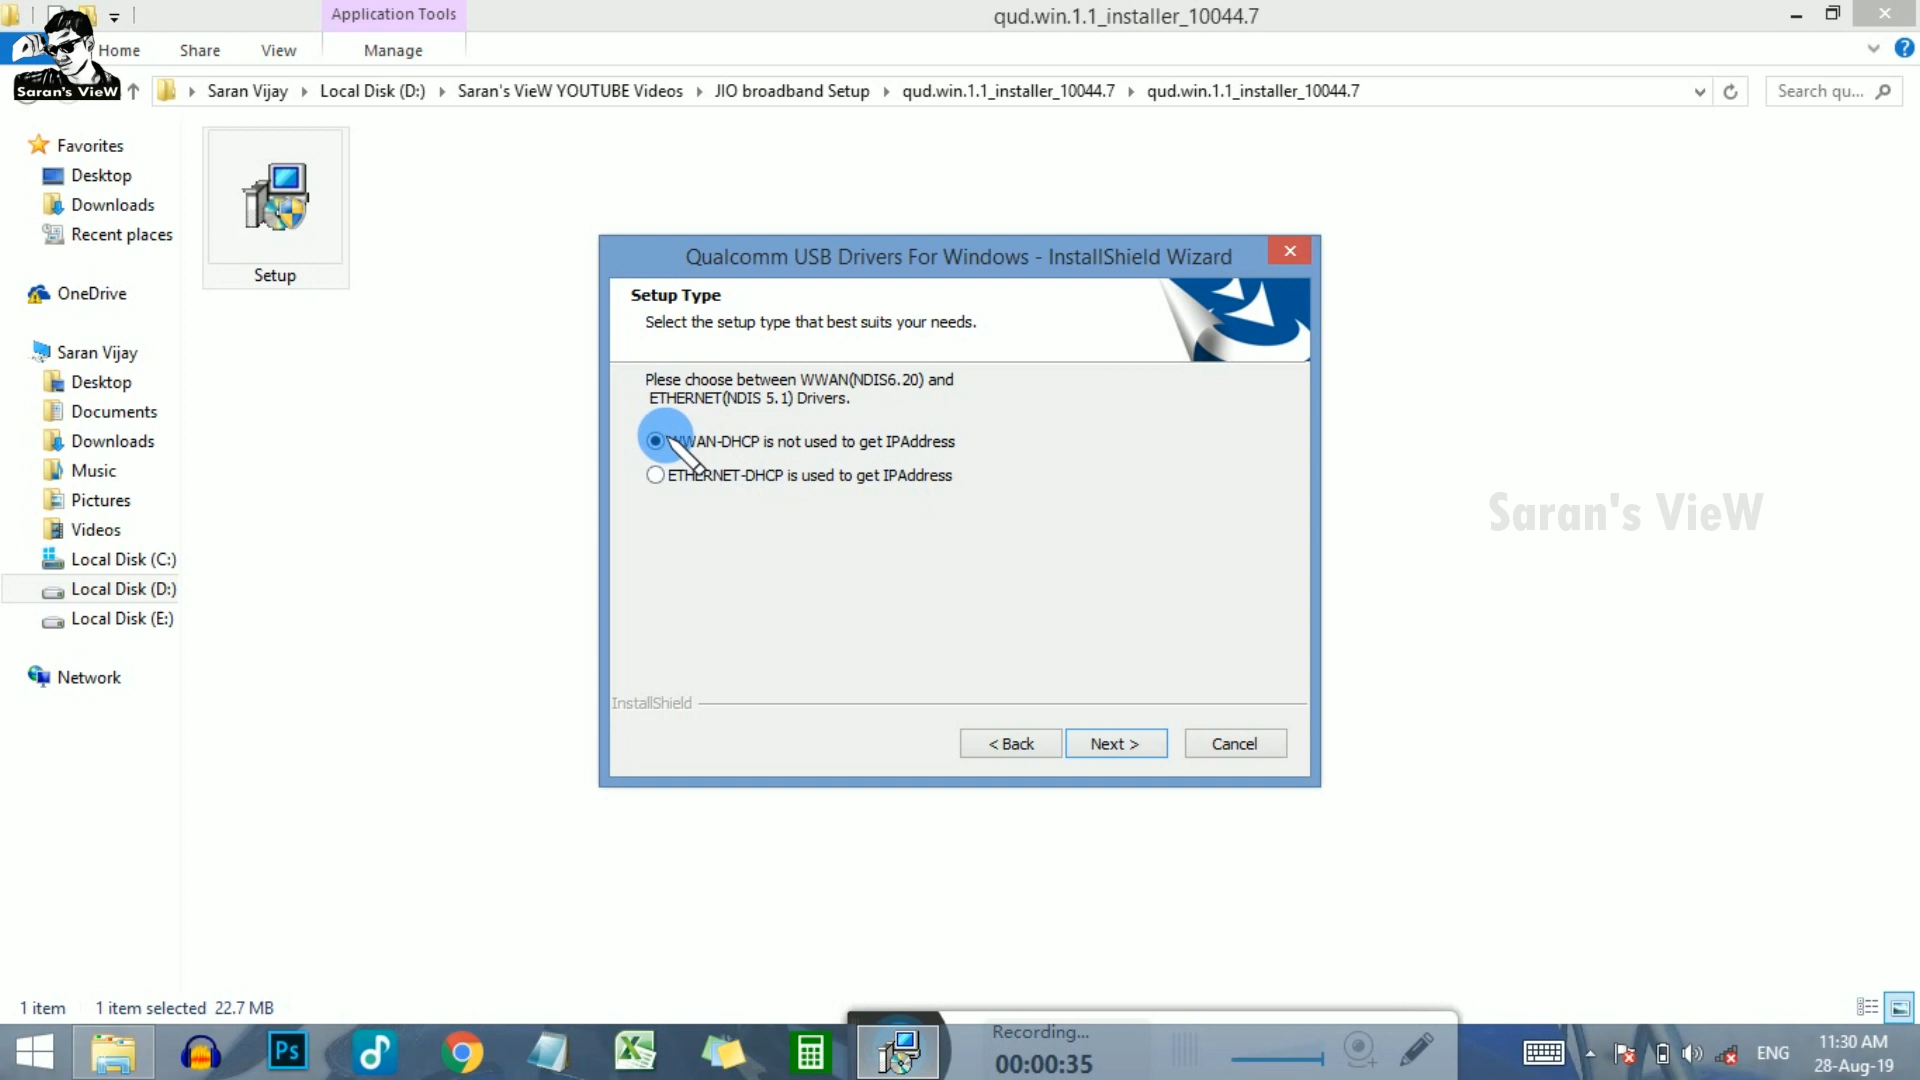 Application Tools
qud.win.1.1_installer_10044.7
Home
Share
View
Manage
Saran's VieW
Saran Vijay
Local Disk (D:)
Saran's VieW YOUTUBE Videos
JIO broadband Setup
qud.win.1.1_installer_10044.7
qud.win.1.1_installer_10044.7
Search qu...
Favorites
Desktop
Downloads
Recent places
OneDrive
Saran Vijay
Desktop
Documents
Downloads
Music
Pictures
Videos
Local Disk (C:)
Local Disk (D:)
Local Disk (E:)
Network
Setup
Qualcomm USB Drivers For Windows - InstallShield Wizard
Setup Type
Select the setup type that best suits your needs.
Plese choose between WWAN(NDIS6.20) and
ETHERNET(NDIS 5.1) Drivers.
WWAN-DHCP is not used to get IPAddress
ETHERNET-DHCP is used to get IPAddress
InstallShield
< Back
Next >
Cancel
Saran's VieW
1 item
1 item selected 22.7 MB
Ps
Recording...
00:00:35
ENG
11:30 AM
28-Aug-19